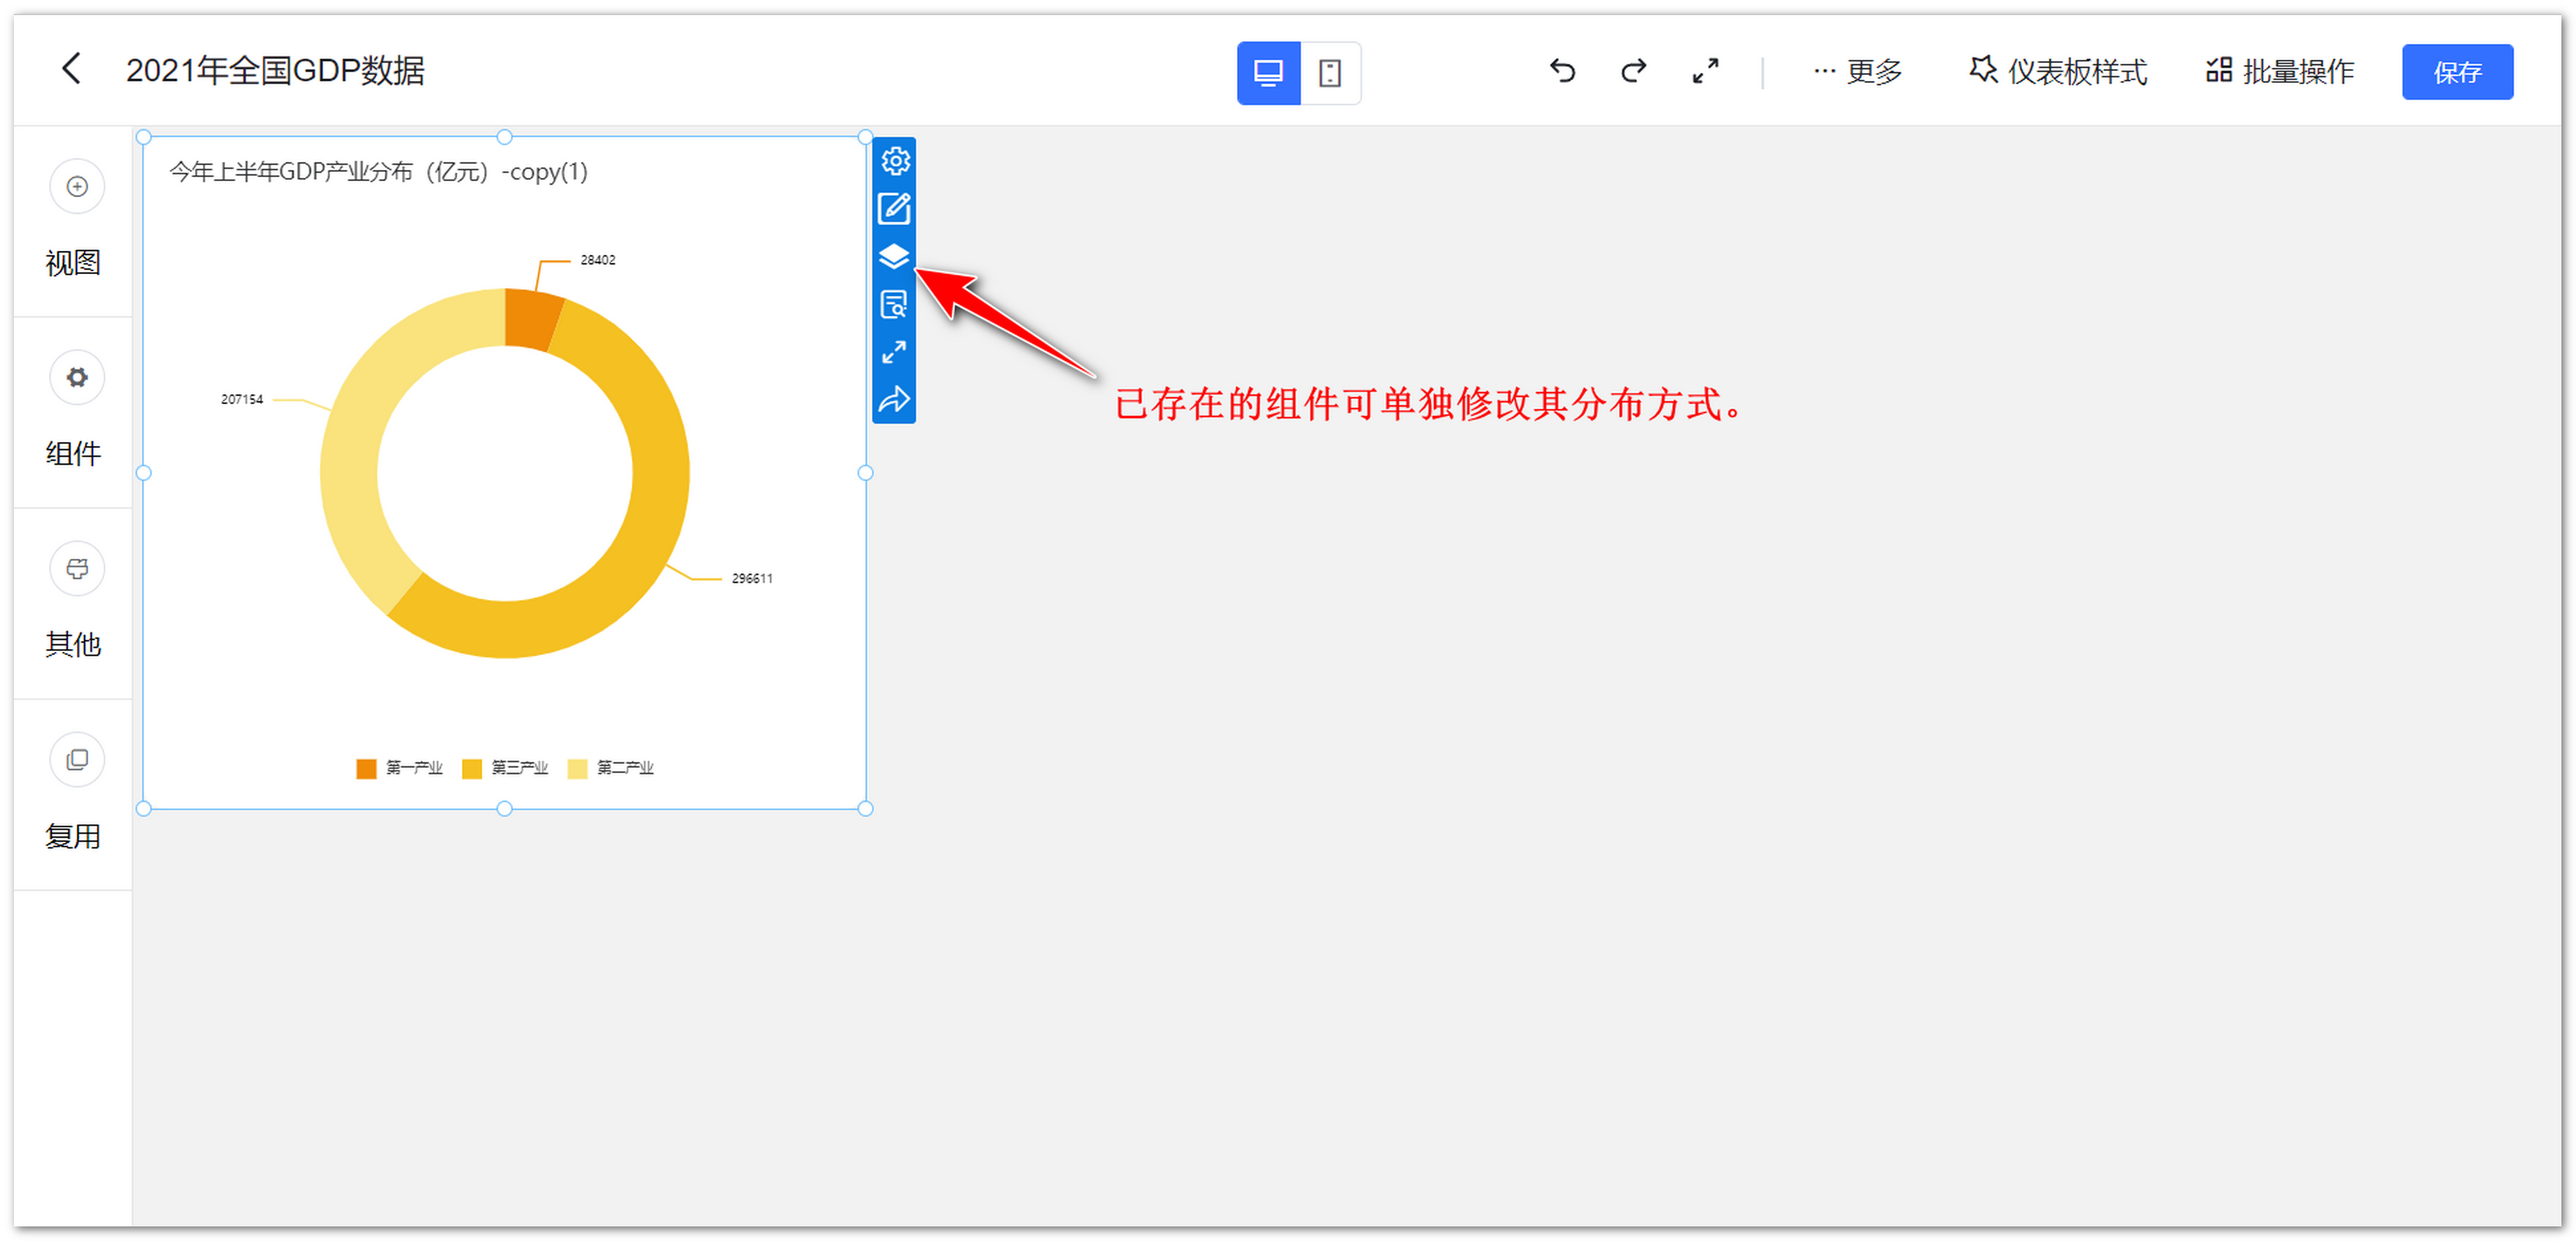 2021年全国GDP数据
··· 更多
仪表板样式
批量操作
保存
视图
组件
其他
复用
今年上半年GDP产业分布（亿元）-copy(1)
28402
207154
296611
第一产业 第三产业 第二产业
已存在的组件可单独修改其分布方式。